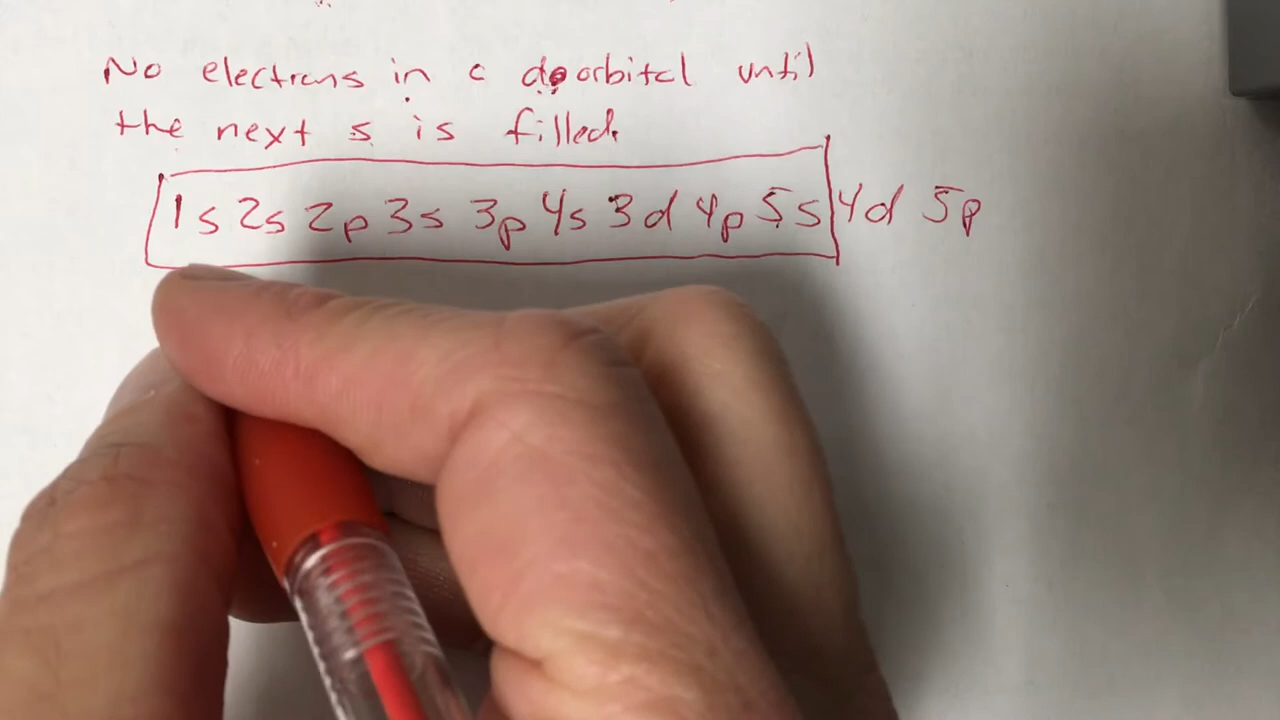 No electrons in a d orbital until
the next s is filled.
1s 2s 2p 3s 3p 4s 3d 4p 5s 4d 5p